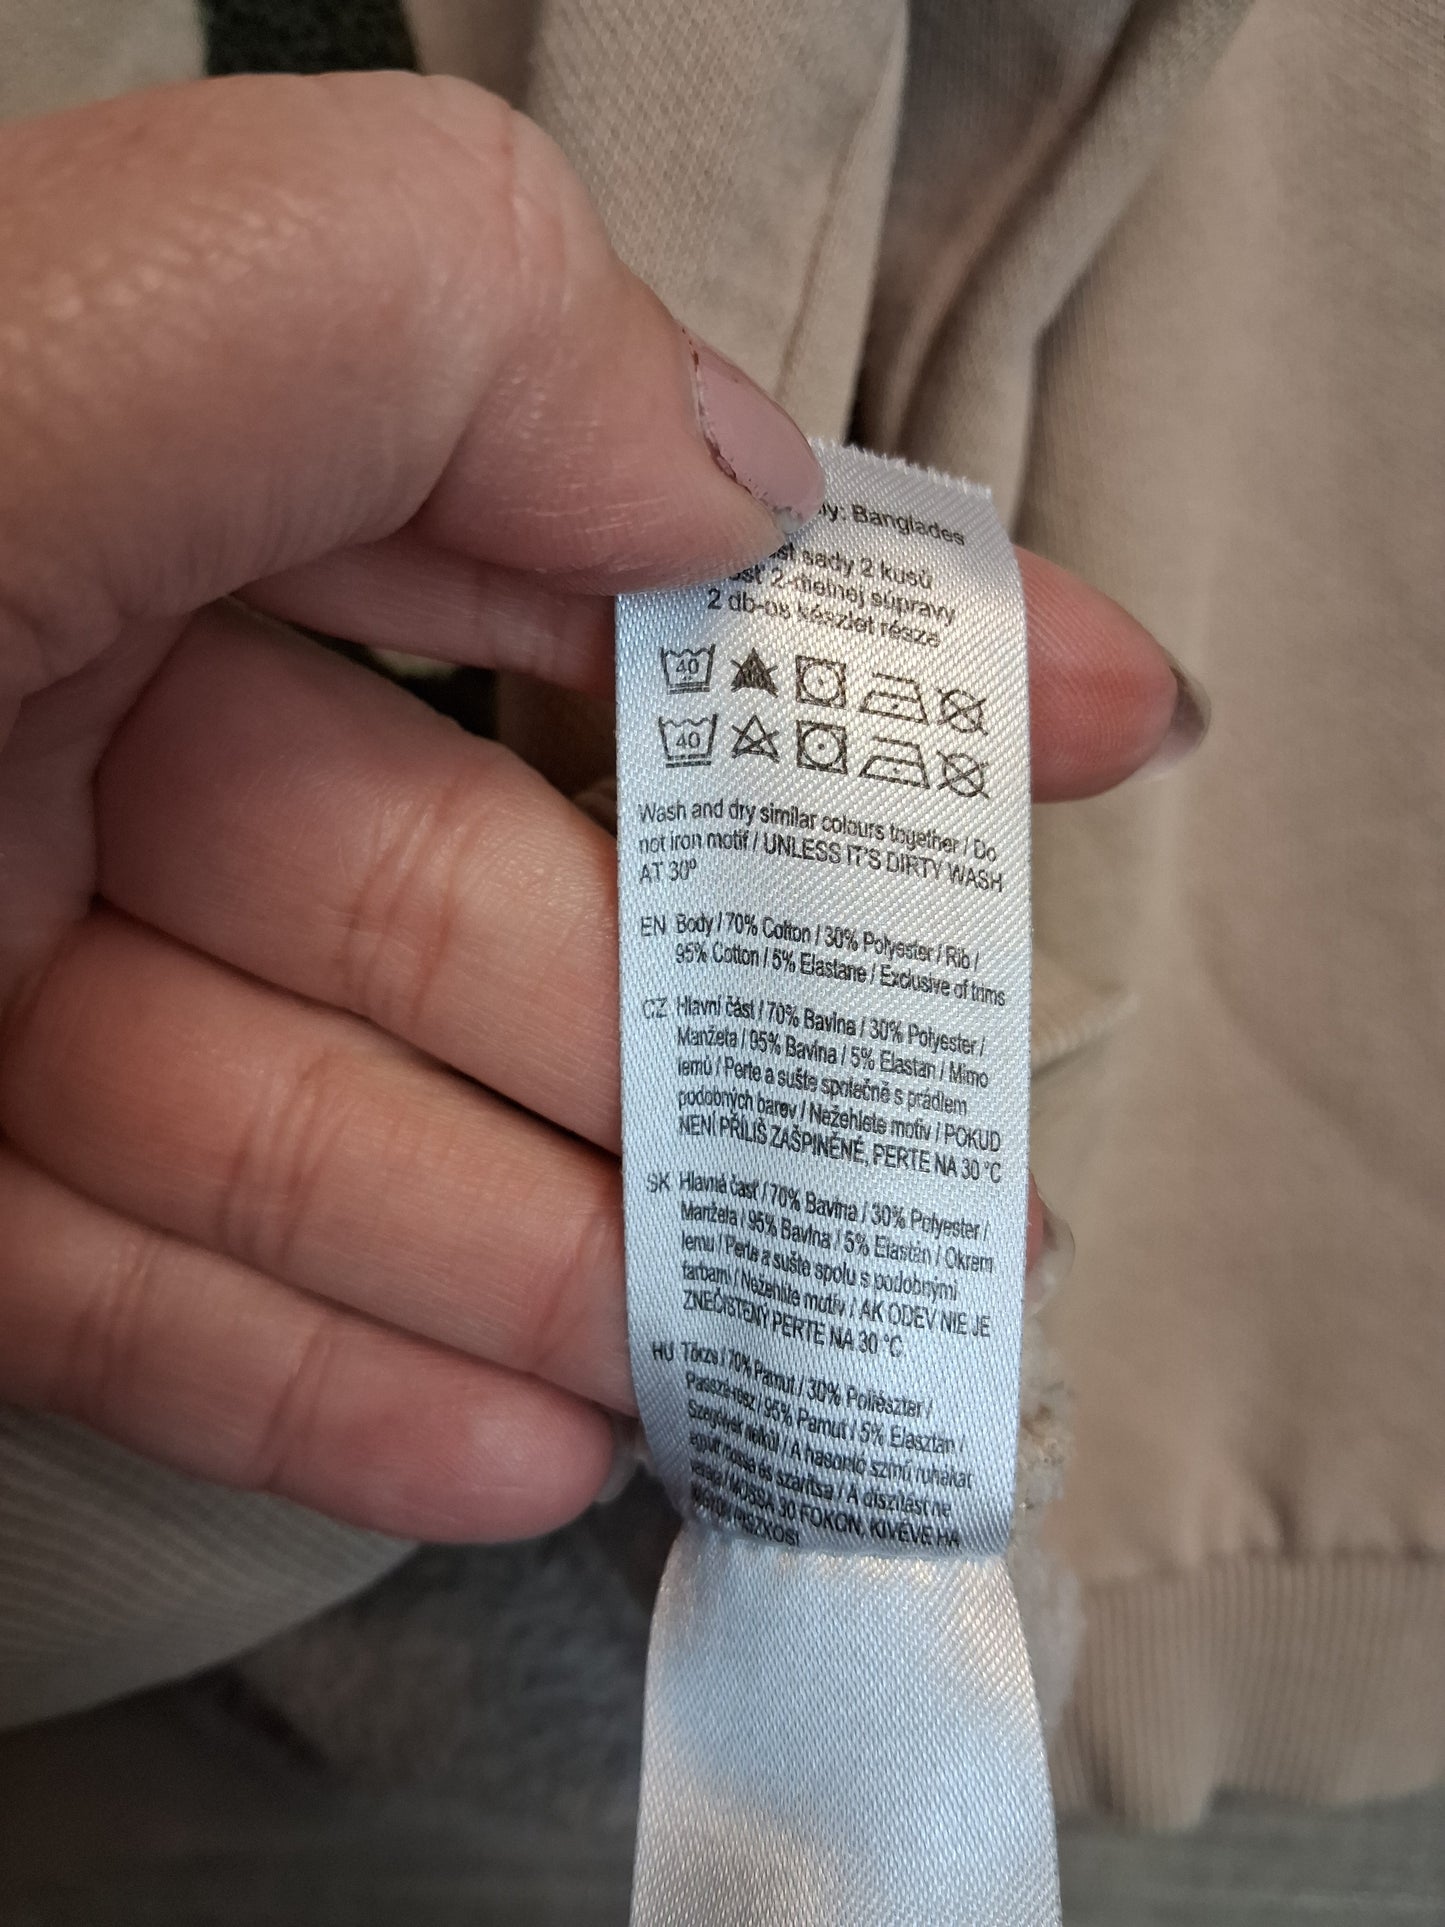 Banglades
sady 2 kusů
2-dielnej súpravy
2 db-os készlet része
40
40
Wash and dry similar colours together / Do
not iron motif / UNLESS IT'S DIRTY WASH
AT 30º
EN Body / 70% Cotton / 30% Polyester / Rib /
95% Cotton / 5% Elastane / Exclusive of trims
CZ Hlavní část / 70% Bavlna / 30% Polyester /
Manžeta / 95% Bavlna / 5% Elastan / Mimo
lemů / Perte a sušte společně s prádlem
podobných barev / Nežehlete motiv / POKUD
NENÍ PŘÍLIŠ ZAŠPINĚNÉ, PERTE NA 30 °C
SK Hlavná časť / 70% Bavlna / 30% Polyester /
Manžeta / 95% Bavlna / 5% Elastán / Okrem
lemu / Perte a sušte spolu s podobnými
farbami / Nežehlite motív / AK ODEV NIE JE
ZNEČISTENÝ PERTE NA 30 °C
HU Törzs / 70% Pamut / 30% Poliészter /
Passzé-rész / 95% Pamut / 5% Elasztán /
Szegélyek nélkül / A hasonló színű ruhákat
együtt mossa és szárítsa / A díszítést ne
vasalja / MOSSA 30 FOKON, KIVÉVE HA
NAGYON PISZKOS!